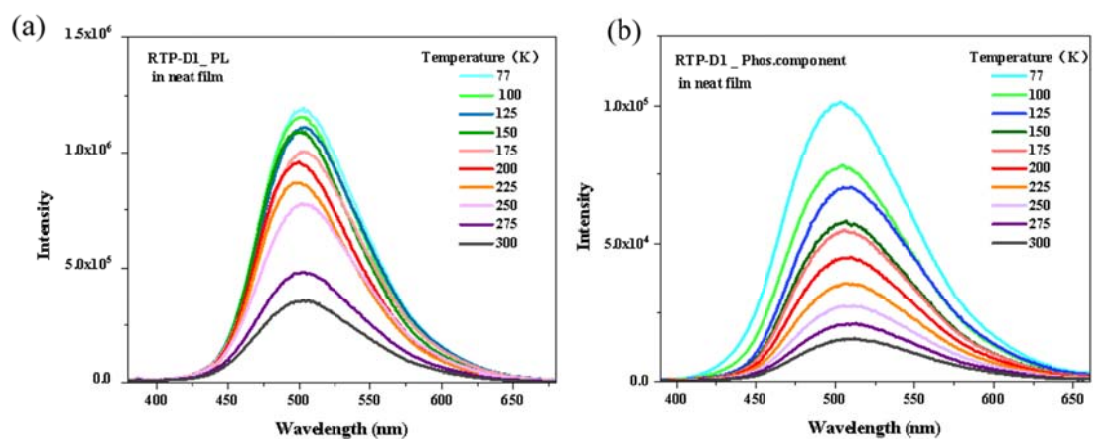 (a)
1.5x10⁶
1.0x10⁶
5.0x10⁵
0.0
Intensity
RTP-D1_ PL
in neat film
Temperature（K）
77
100
125
150
175
200
225
250
275
300
400
450
500
550
600
650
Wavelength (nm)
(b)
1.0x10⁵
5.0x10⁴
0.0
Intensity
RTP-D1 _ Phos.component
in neat film
Temperature（K）
77
100
125
150
175
200
225
250
275
300
400
450
500
550
600
650
Wavelength (nm)